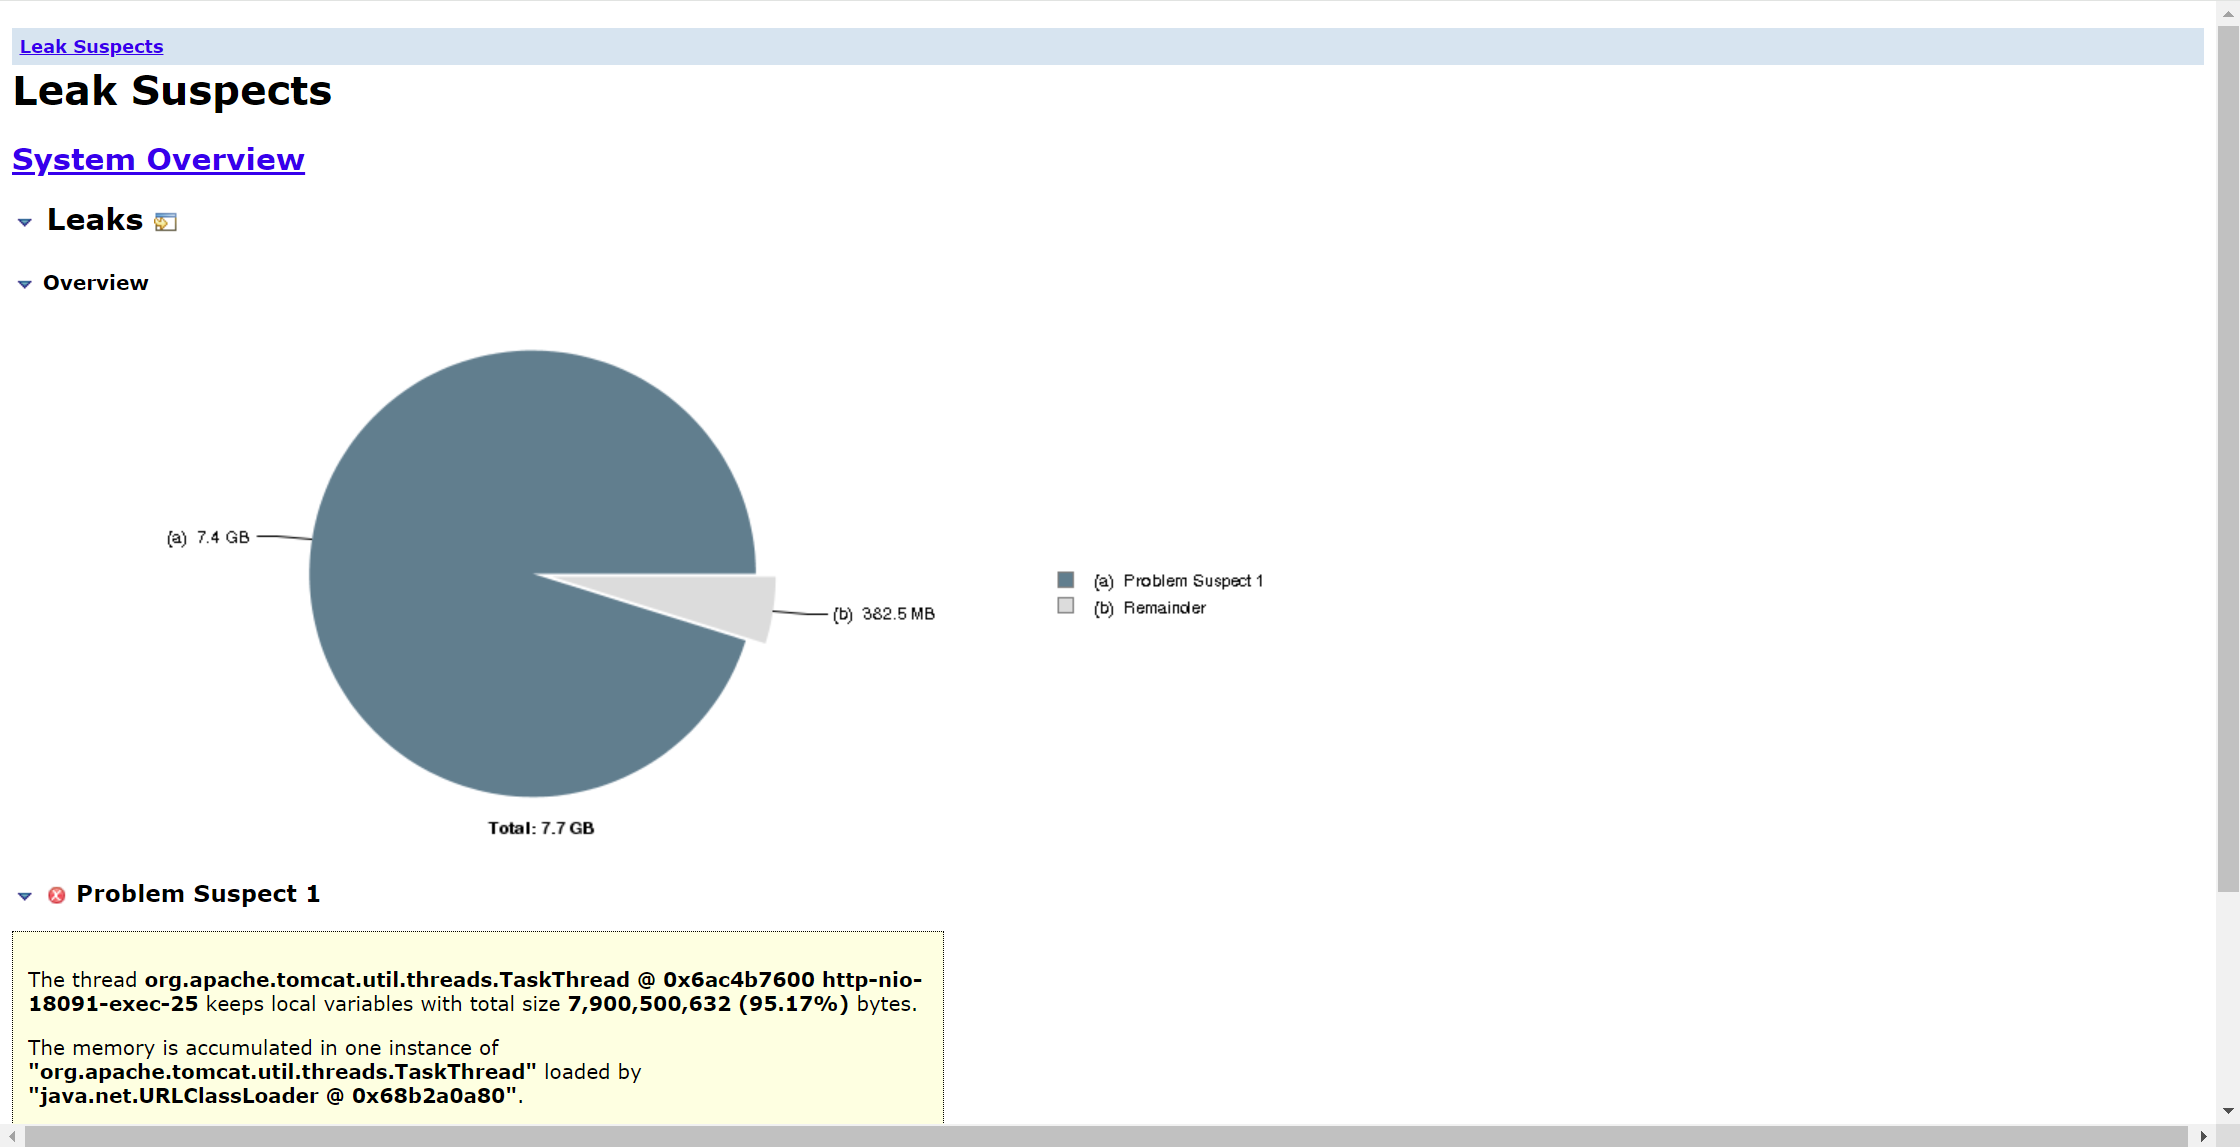 Leak Suspects
Leak Suspects
System Overview
Leaks
Overview
(a) 7.4 GB
(b) 382.5 MB
(a) Problem Suspect 1
(b) Remainder
Total: 7.7 GB
Problem Suspect 1
The thread org.apache.tomcat.util.threads.TaskThread @ 0x6ac4b7600 http-nio-
18091-exec-25 keeps local variables with total size 7,900,500,632 (95.17%) bytes.
The memory is accumulated in one instance of
"org.apache.tomcat.util.threads.TaskThread" loaded by
"java.net.URLClassLoader @ 0x68b2a0a80".